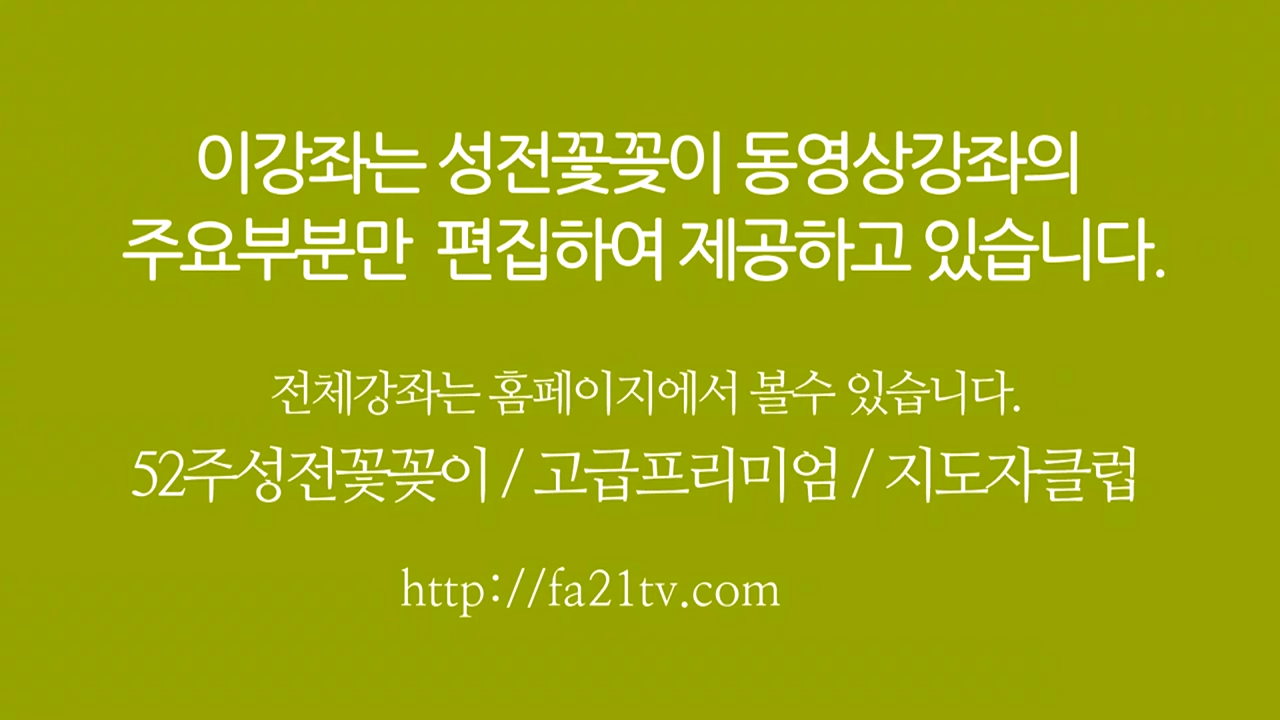 이강좌는 성전꽃꽂이 동영상강좌의
주요부분만 편집하여 제공하고 있습니다.
전체강좌는 홈페이지에서 볼수 있습니다.
52주성전꽃꽂이 / 고급프리미엄 / 지도자클럽
http://fa21tv.com